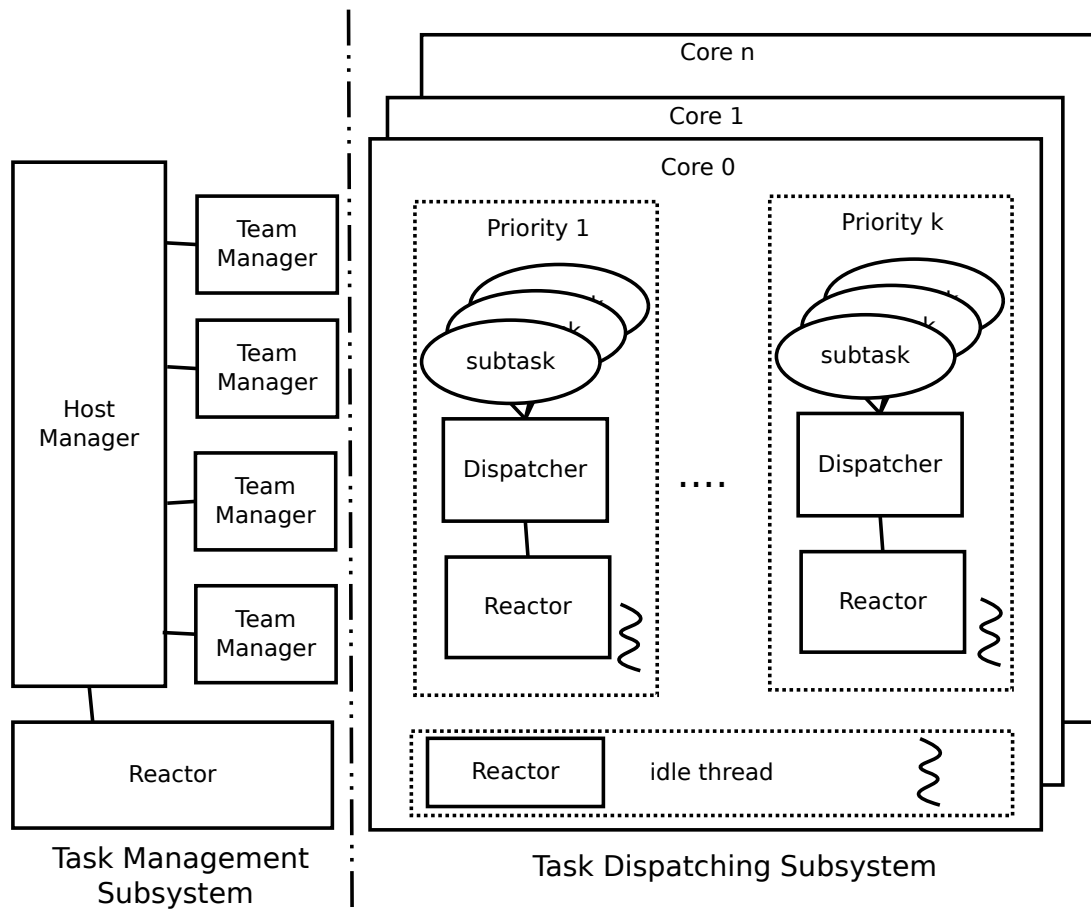 Core n
Core 1
Core 0
Host
Manager
Team
Manager
Team
Manager
Team
Manager
Team
Manager
Reactor
Task Management
Subsystem
Priority 1
subtask
Dispatcher
Reactor
....
Priority k
subtask
Dispatcher
Reactor
Reactor
idle thread
Task Dispatching Subsystem